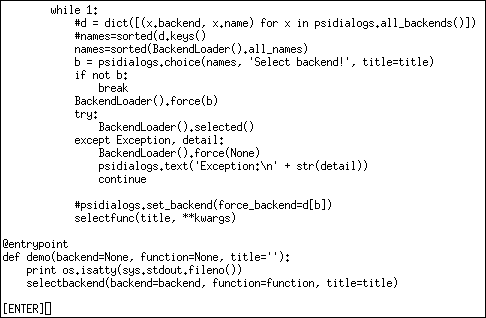 while 1:
#d = dict([(x.backend, x.name) for x in psidialogs.all_backends()])
#names=sorted(d.keys()
names=sorted(BackendLoader().all_names)
b = psidialogs.choice(names, 'Select backend!', title=title)
if not b:
break
BackendLoader().force(b)
try:
BackendLoader().selected()
except Exception, detail:
BackendLoader().force(None)
psidialogs.text('Exception:\n' + str(detail))
continue
#psidialogs.set_backend(force_backend=d[b])
selectfunc(title, **kwargs)
@entrypoint
def demo(backend=None, function=None, title=''):
print os.isatty(sys.stdout.fileno())
selectbackend(backend=backend, function=function, title=title)
[ENTER]